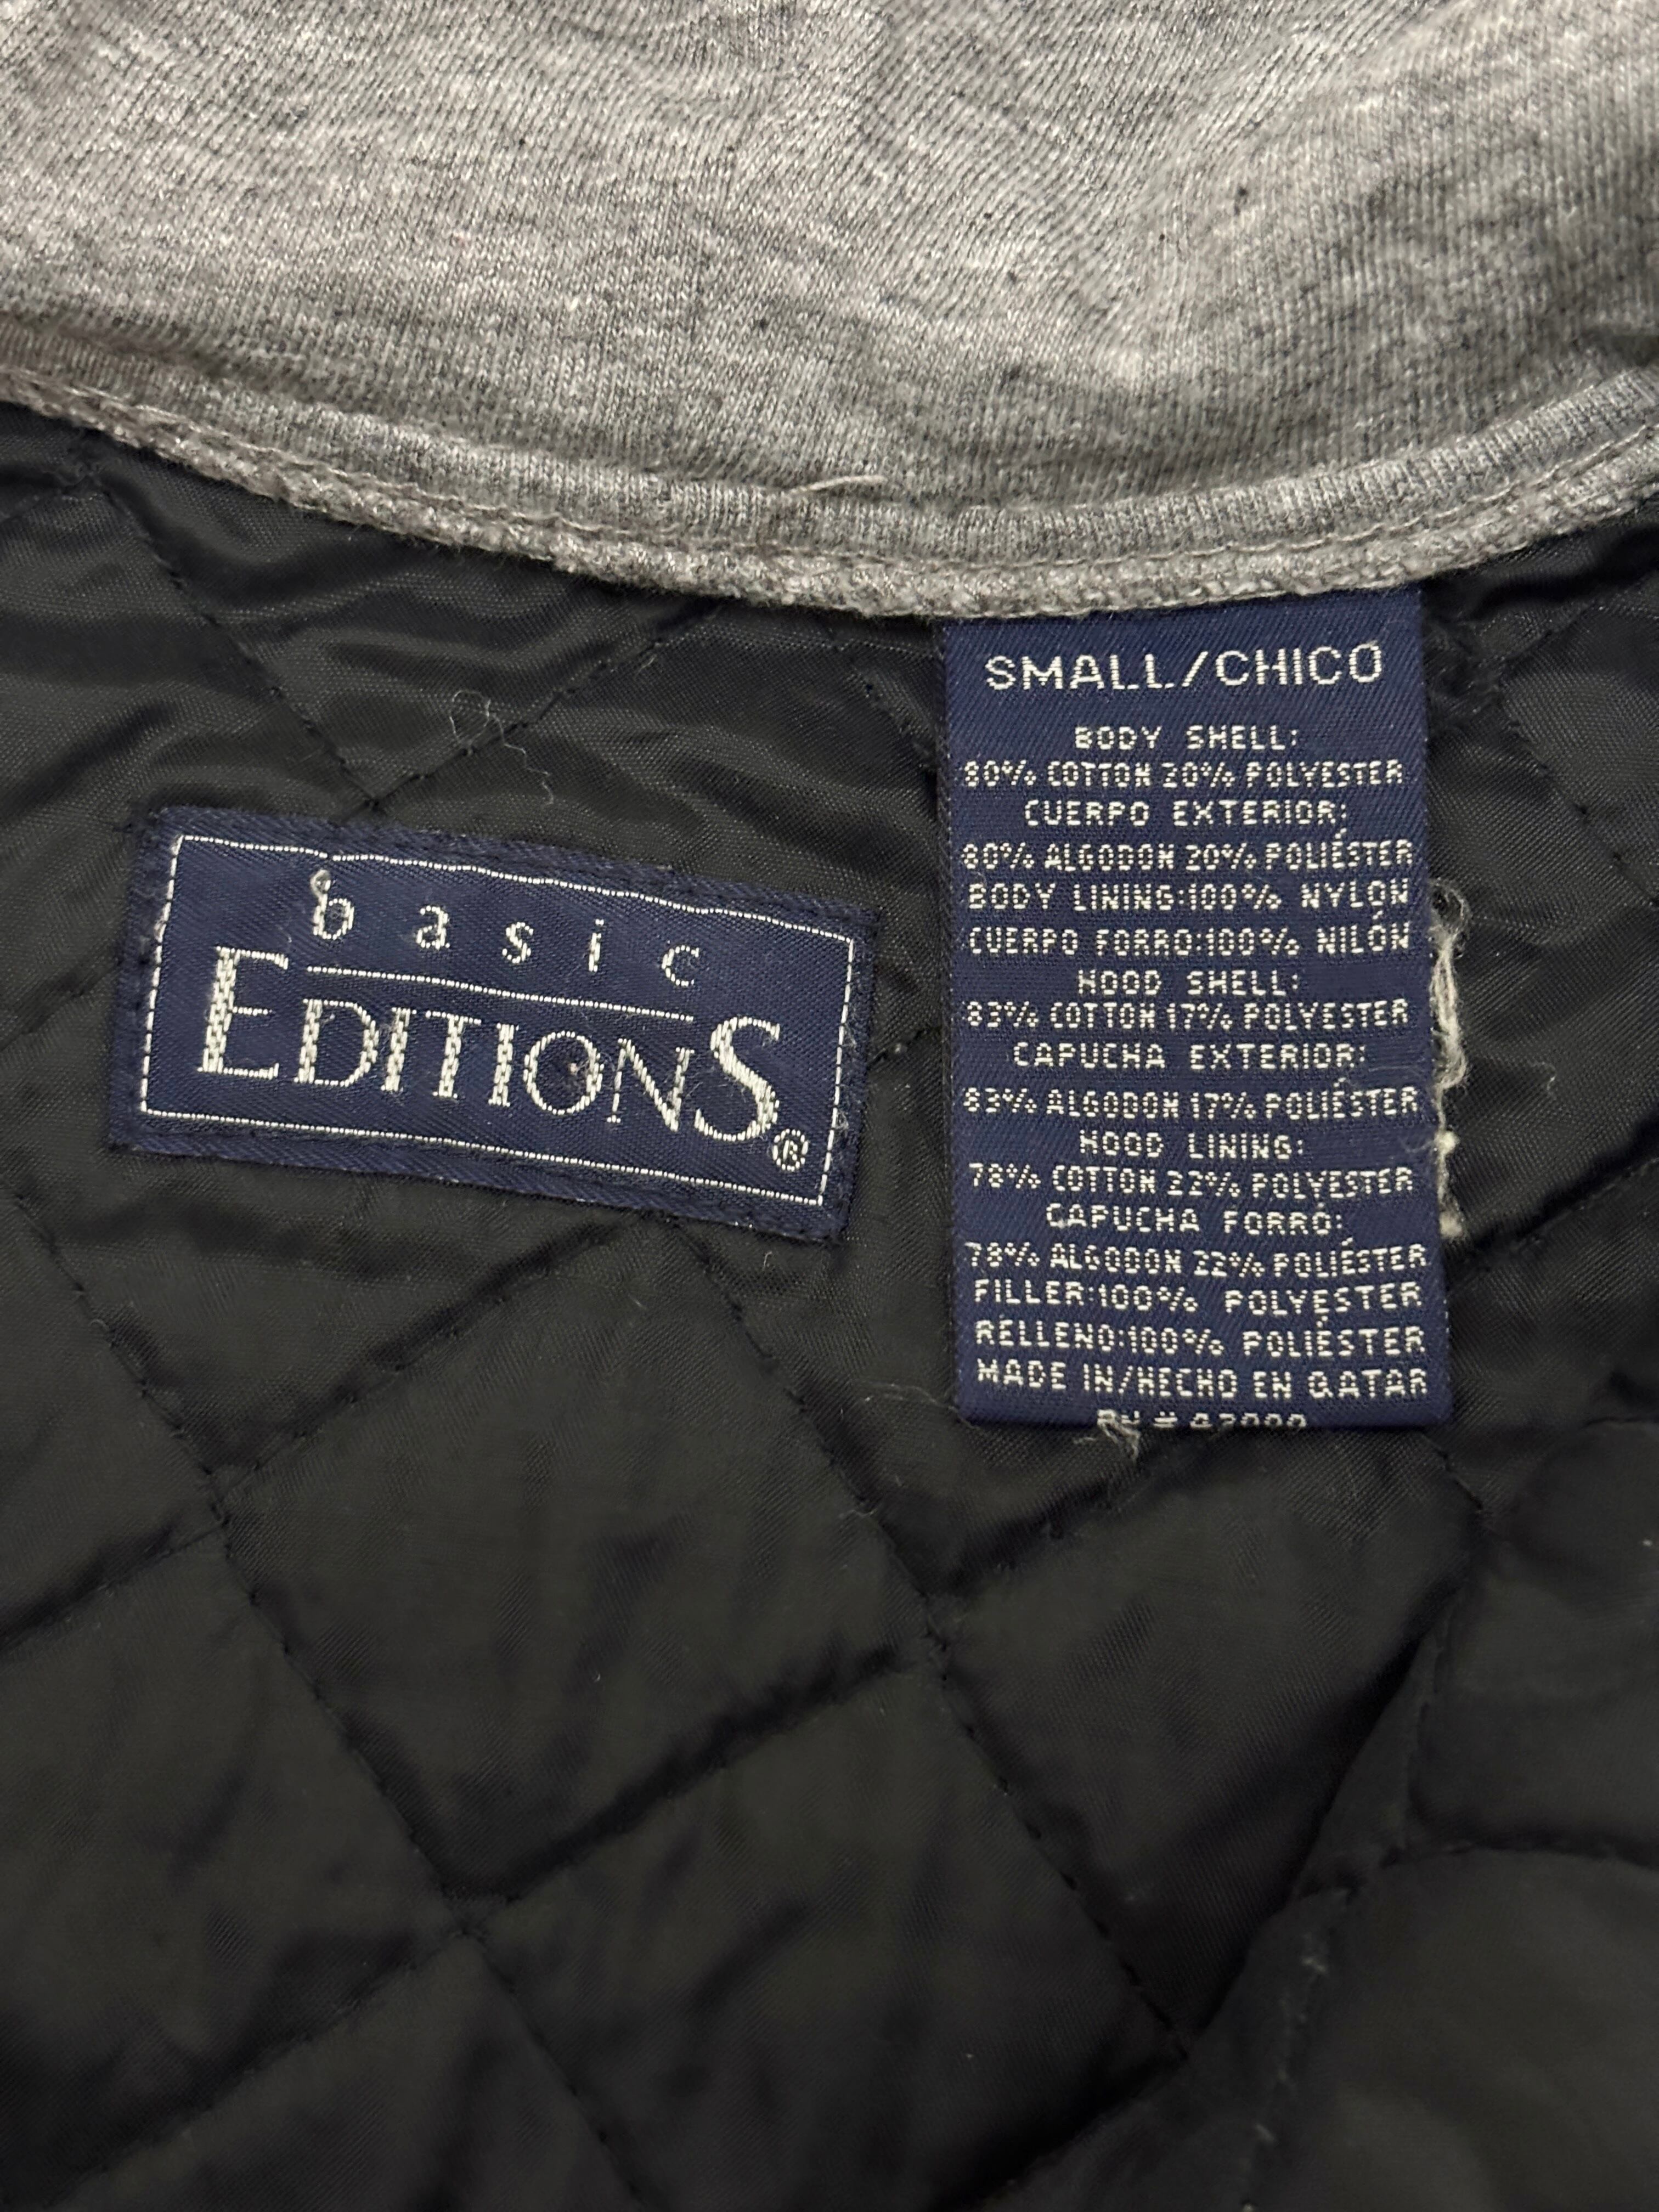 basic
EDITIONS®
SMALL/CHICO
BODY SHELL:
80% COTTON 20% POLYESTER
CUERPO EXTERIOR:
80% ALGODON 20% POLIÉSTER
BODY LINING:100% NYLON
CUERPO FORRO:100% NILÓN
HOOD SHELL:
83% COTTON 17% POLYESTER
CAPUCHA EXTERIOR:
83% ALGODON 17% POLIÉSTER
HOOD LINING:
78% COTTON 22% POLYESTER
CAPUCHA FORRO:
78% ALGODON 22% POLIÉSTER
FILLER:100% POLYESTER
RELLENO:100% POLIÉSTER
MADE IN/HECHO EN QATAR